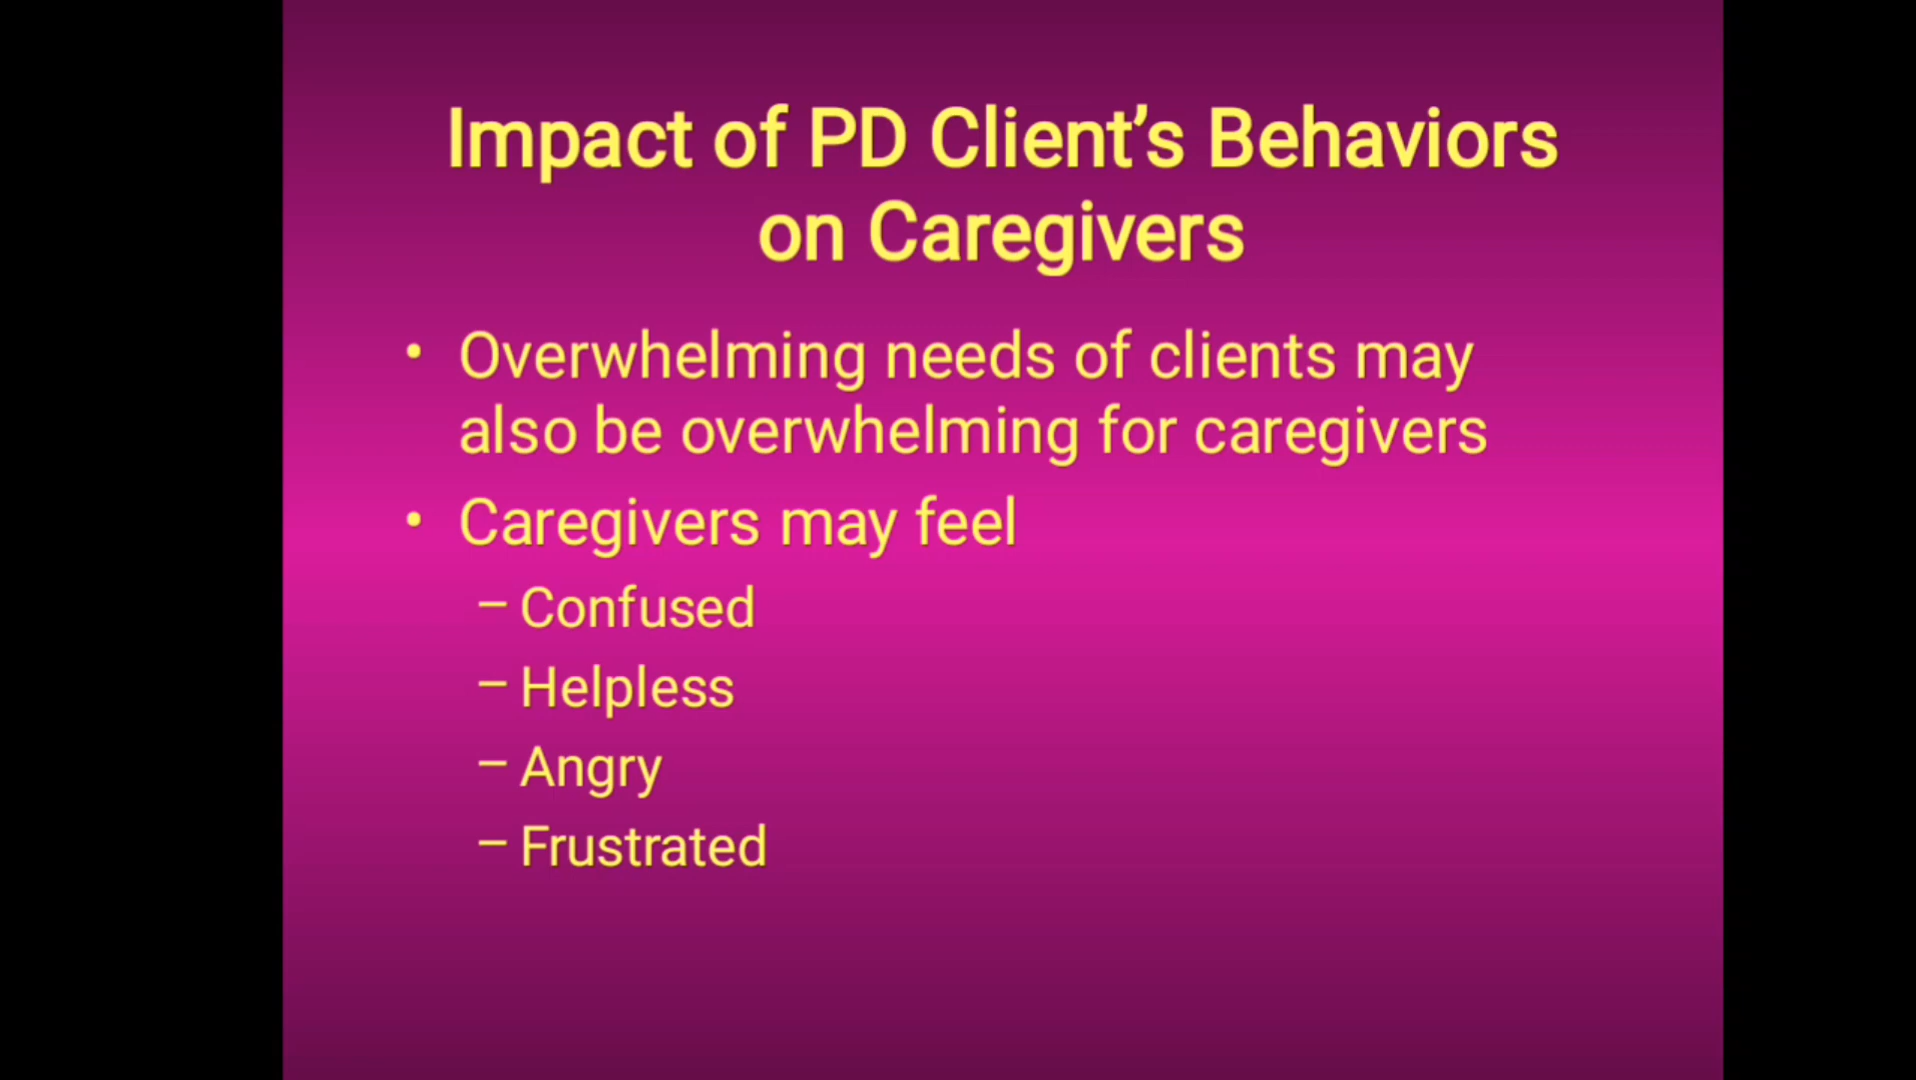 Impact of PD Client’s Behaviors
on Caregivers
• Overwhelming needs of clients may
also be overwhelming for caregivers
• Caregivers may feel
– Confused
– Helpless
– Angry
– Frustrated